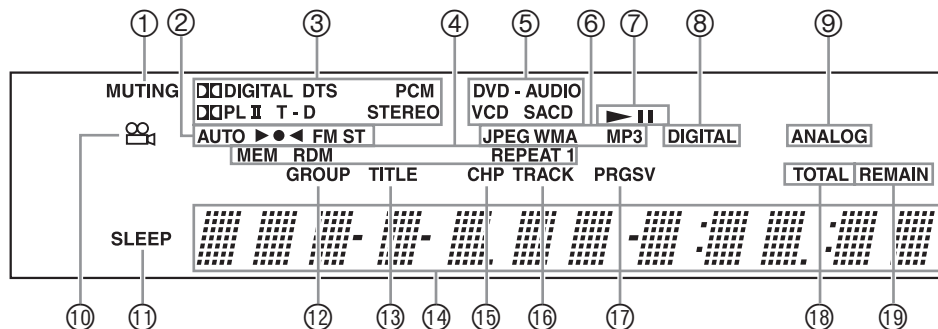 ① ② ③ ④ ⑤ ⑥ ⑦ ⑧ ⑨
MUTING DIGITAL DTS PCM DVD - AUDIO
PL II T - D STEREO VCD SACD
AUTO FM ST JPEG WMA MP3 DIGITAL ANALOG
MEM RDM REPEAT 1
GROUP TITLE CHP TRACK PRGSV TOTAL REMAIN
SLEEP
⑩ ⑪ ⑫ ⑬ ⑭ ⑮ ⑯ ⑰ ⑱ ⑲